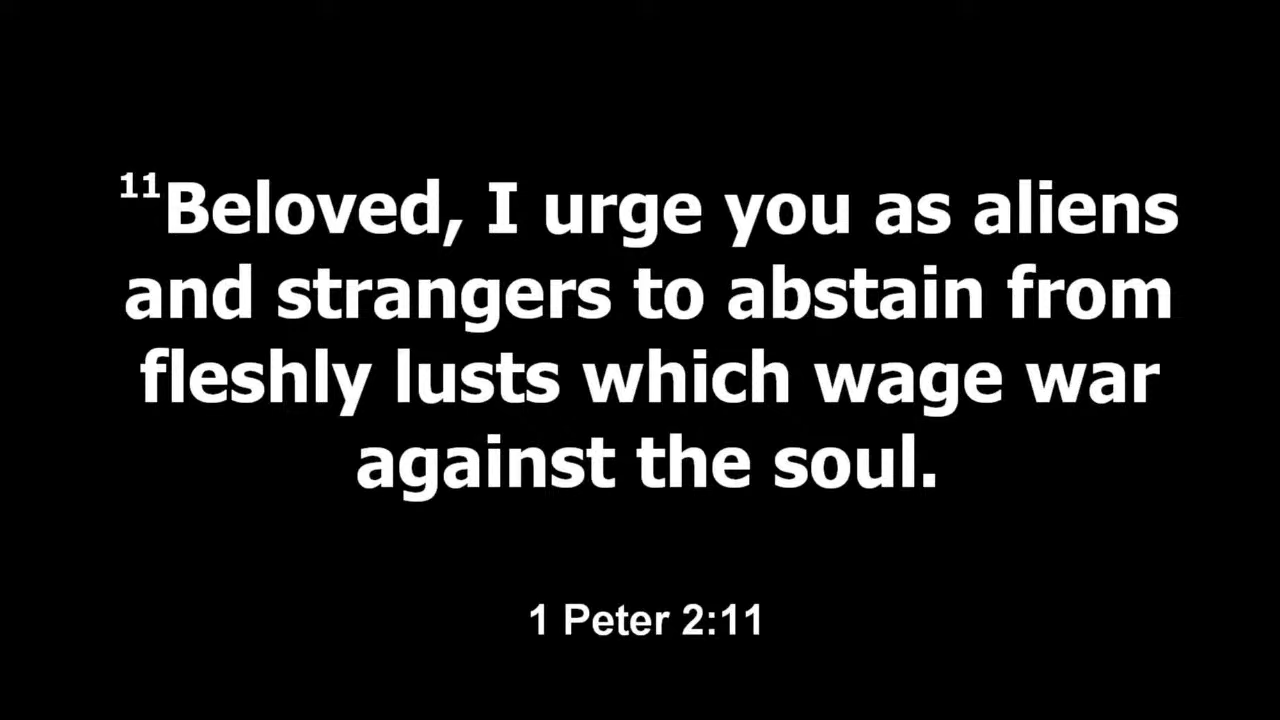 11Beloved, I urge you as aliens
and strangers to abstain from
fleshly lusts which wage war
against the soul.
1 Peter 2:11